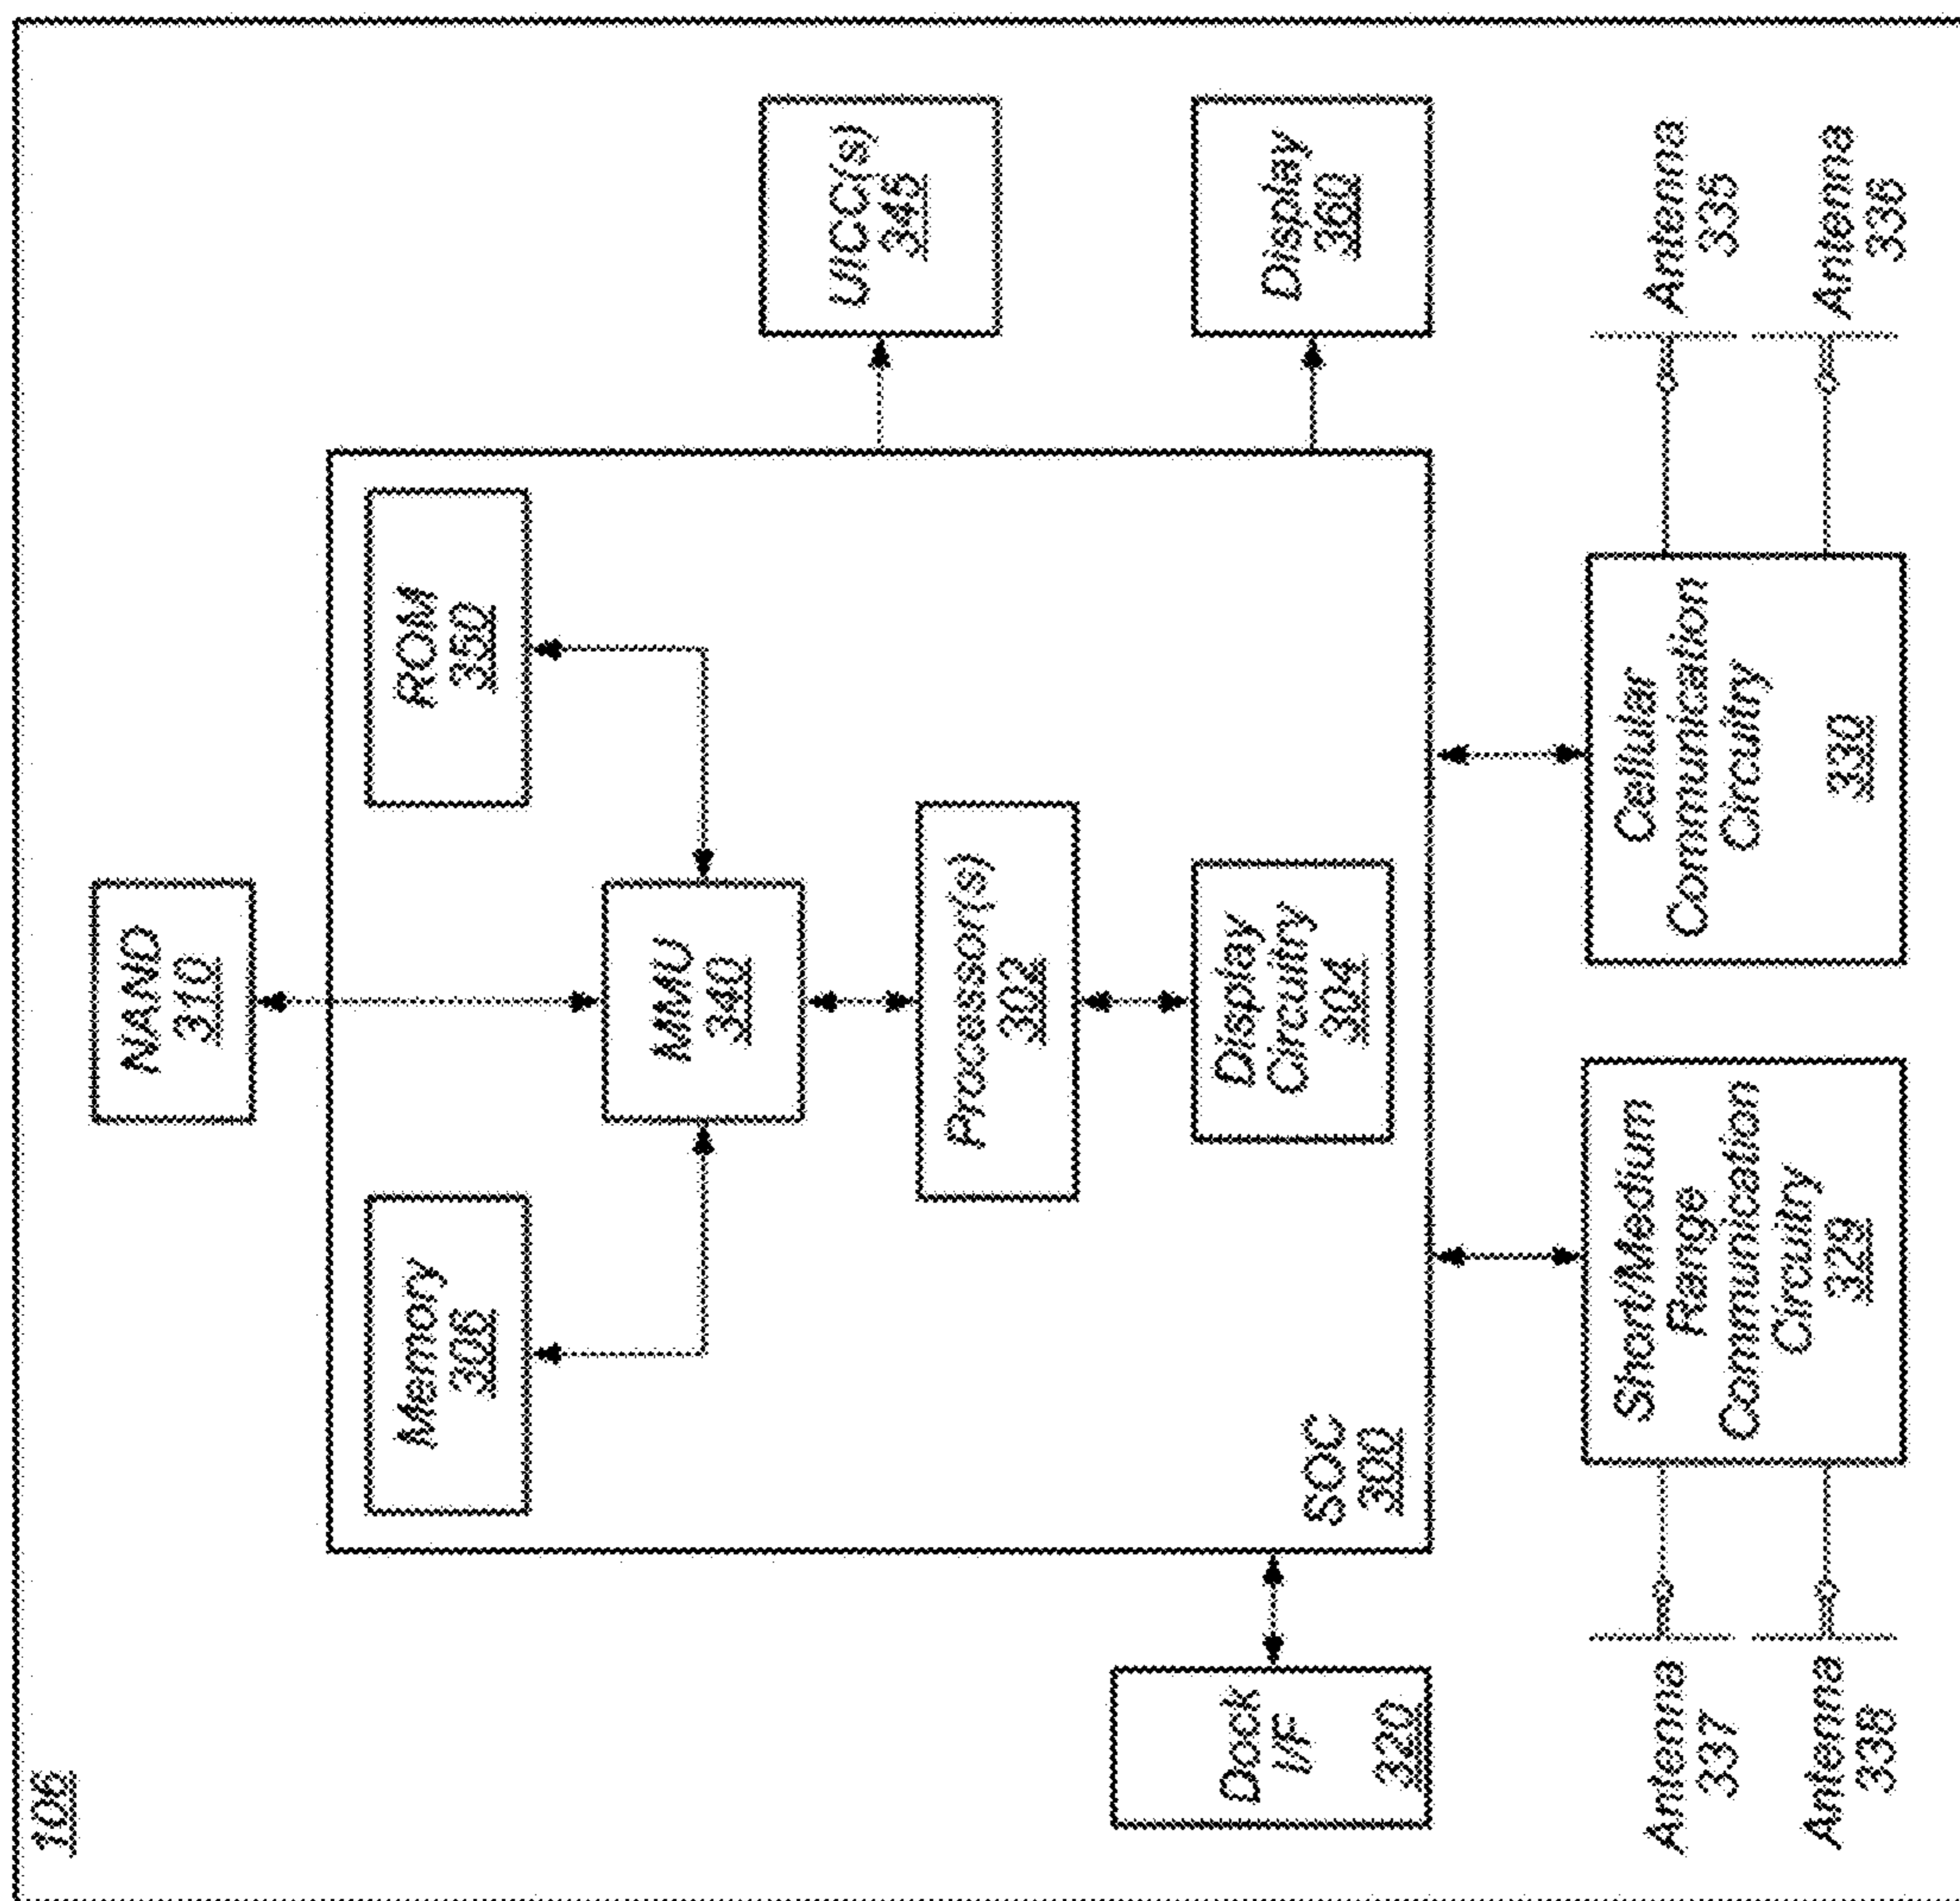 106
NAND
310
Memory
306
ROM
350
MMU
340
UICC(s)
345
Processor(s)
302
Dock
I/F
320
Display
Circuitry
304
Display
360
SOC
300
Antenna
337
Antenna
338
Short/Medium
Range
Communication
Circuitry
329
Cellular
Communication
Circuitry
330
Antenna
335
Antenna
336